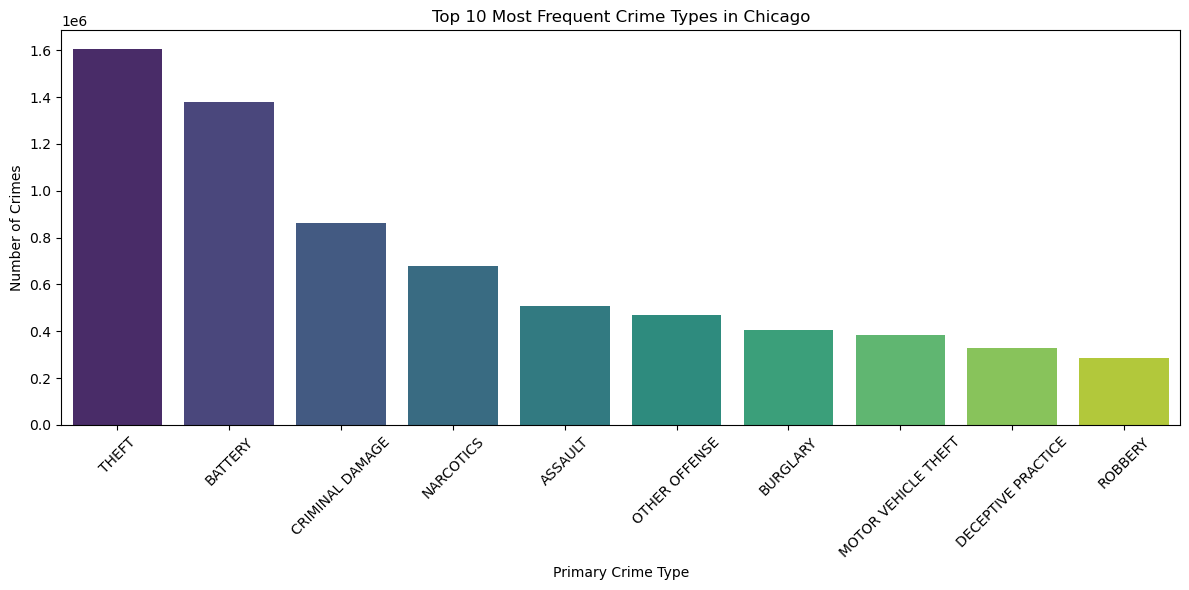 Top 10 Most Frequent Crime Types in Chicago
1e6
1.6
1.4
1.2
1.0
0.8
0.6
0.4
0.2
0.0
Number of Crimes
THEFT
BATTERY
CRIMINAL DAMAGE
NARCOTICS
ASSAULT
OTHER OFFENSE
BURGLARY
MOTOR VEHICLE THEFT
DECEPTIVE PRACTICE
ROBBERY
Primary Crime Type